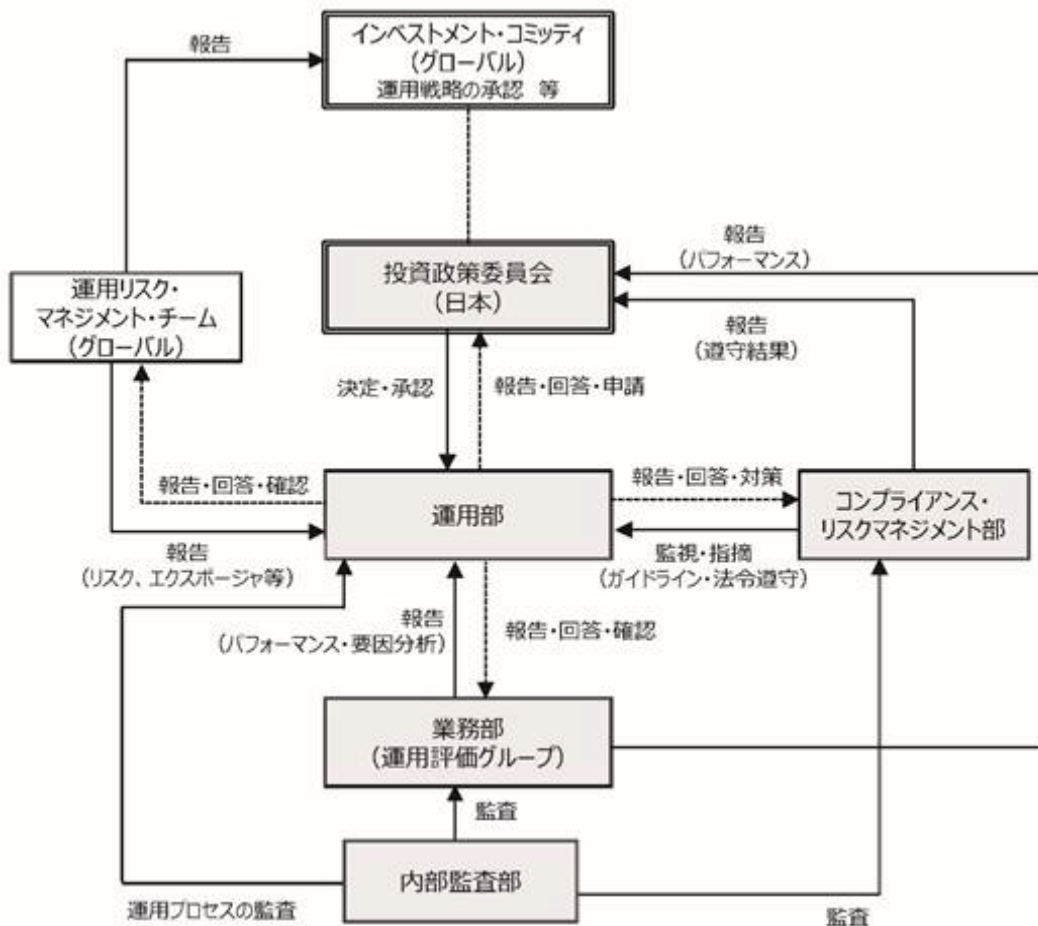 報告
インベストメント・コミッティ
(グローバル)
運用戦略の承認 等
運用リスク・
マネジメント・チーム
(グローバル)
投資政策委員会
(日本)
報告
(パフォーマンス)
報告
(遵守結果)
決定・承認
報告・回答・申請
報告・回答・確認
運用部
報告・回答・対策
コンプライアンス・
リスクマネジメント部
報告
(リスク、エクスポージャ等)
監視・指摘
(ガイドライン・法令遵守)
報告
(パフォーマンス・要因分析)
報告・回答・確認
業務部
(運用評価グループ)
監査
内部監査部
運用プロセスの監査
監査